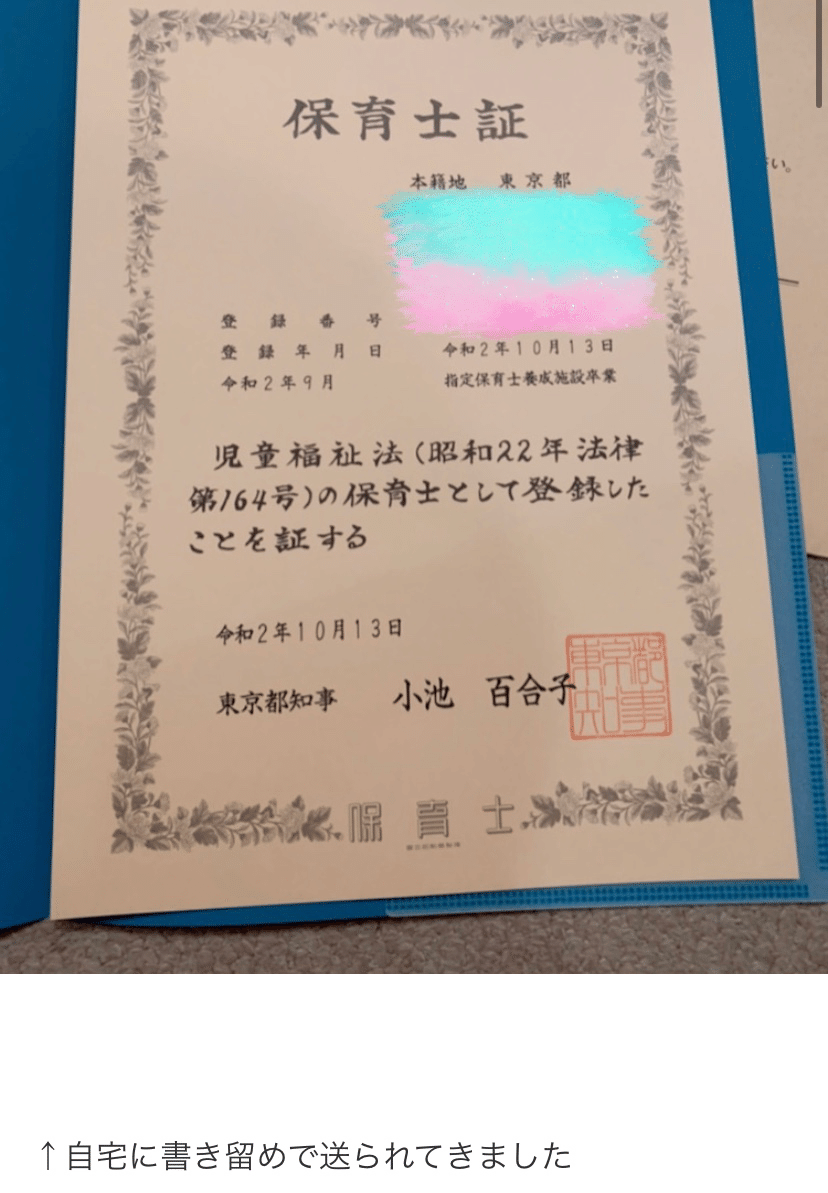 保育士証
本籍地 東京都
い。
登録番号
登録年月日 令和2年10月13日
令和2年9月 指定保育士養成施設卒業
児童福祉法(昭和22年法律
第164号)の保育士として登録した
ことを証する
令和2年10月13日
東京都知事 小池 百合子
東京都
知事
保育士
↑自宅に書き留めで送られてきました